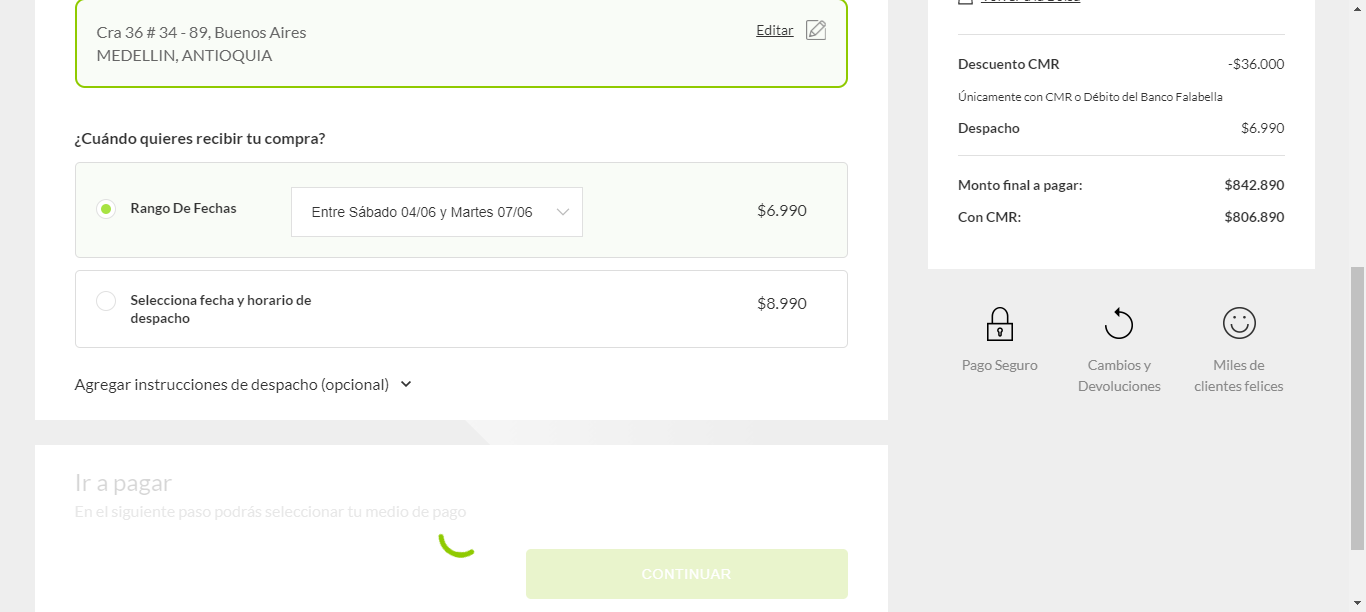 Cra 36 # 34 - 89, Buenos Aires
MEDELLIN, ANTIOQUIA
Editar
¿Cuándo quieres recibir tu compra?
Rango De Fechas
Entre Sábado 04/06 y Martes 07/06
$6.990
Selecciona fecha y horario de
despacho
$8.990
Agregar instrucciones de despacho (opcional)
Ir a pagar
En el siguiente paso podrás seleccionar tu medio de pago
CONTINUAR
Descuento CMR -$36.000
Únicamente con CMR o Débito del Banco Falabella
Despacho $6.990
Monto final a pagar: $842.890
Con CMR: $806.890
Pago Seguro
Cambios y
Devoluciones
Miles de
clientes felices